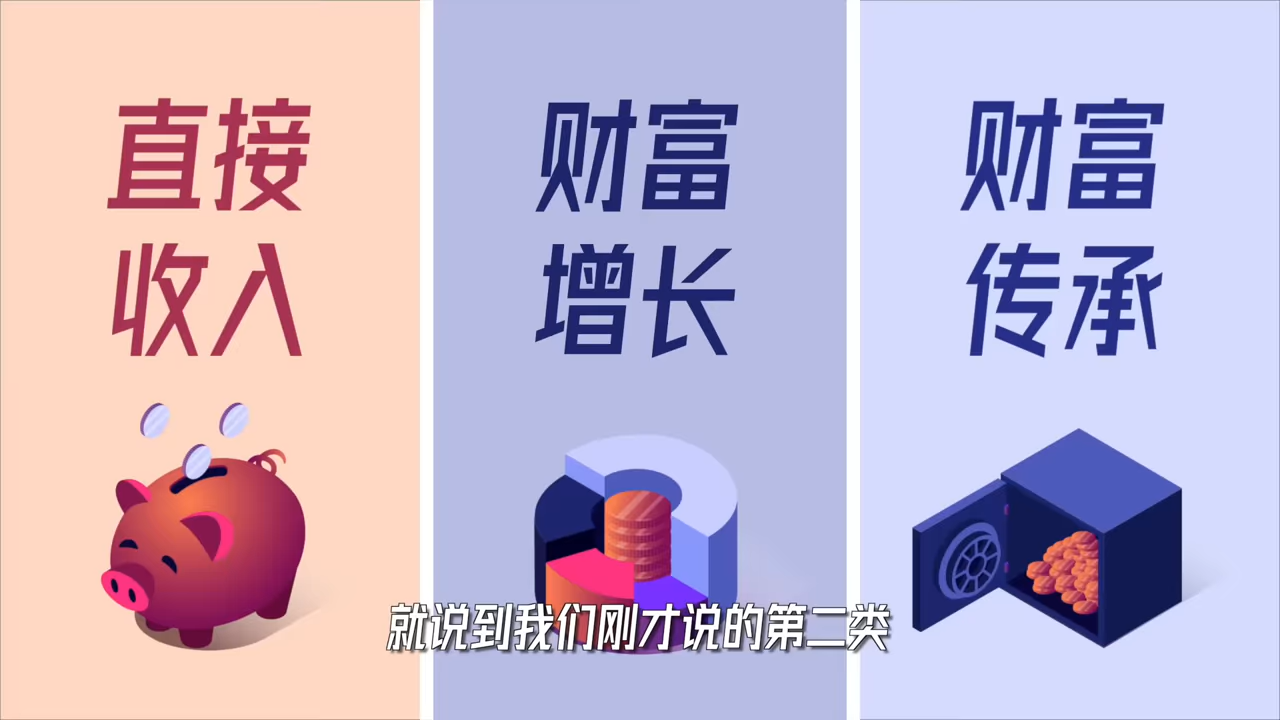 直接
收入
财富
增长
财富
传承
就说到我们刚才说的第二类